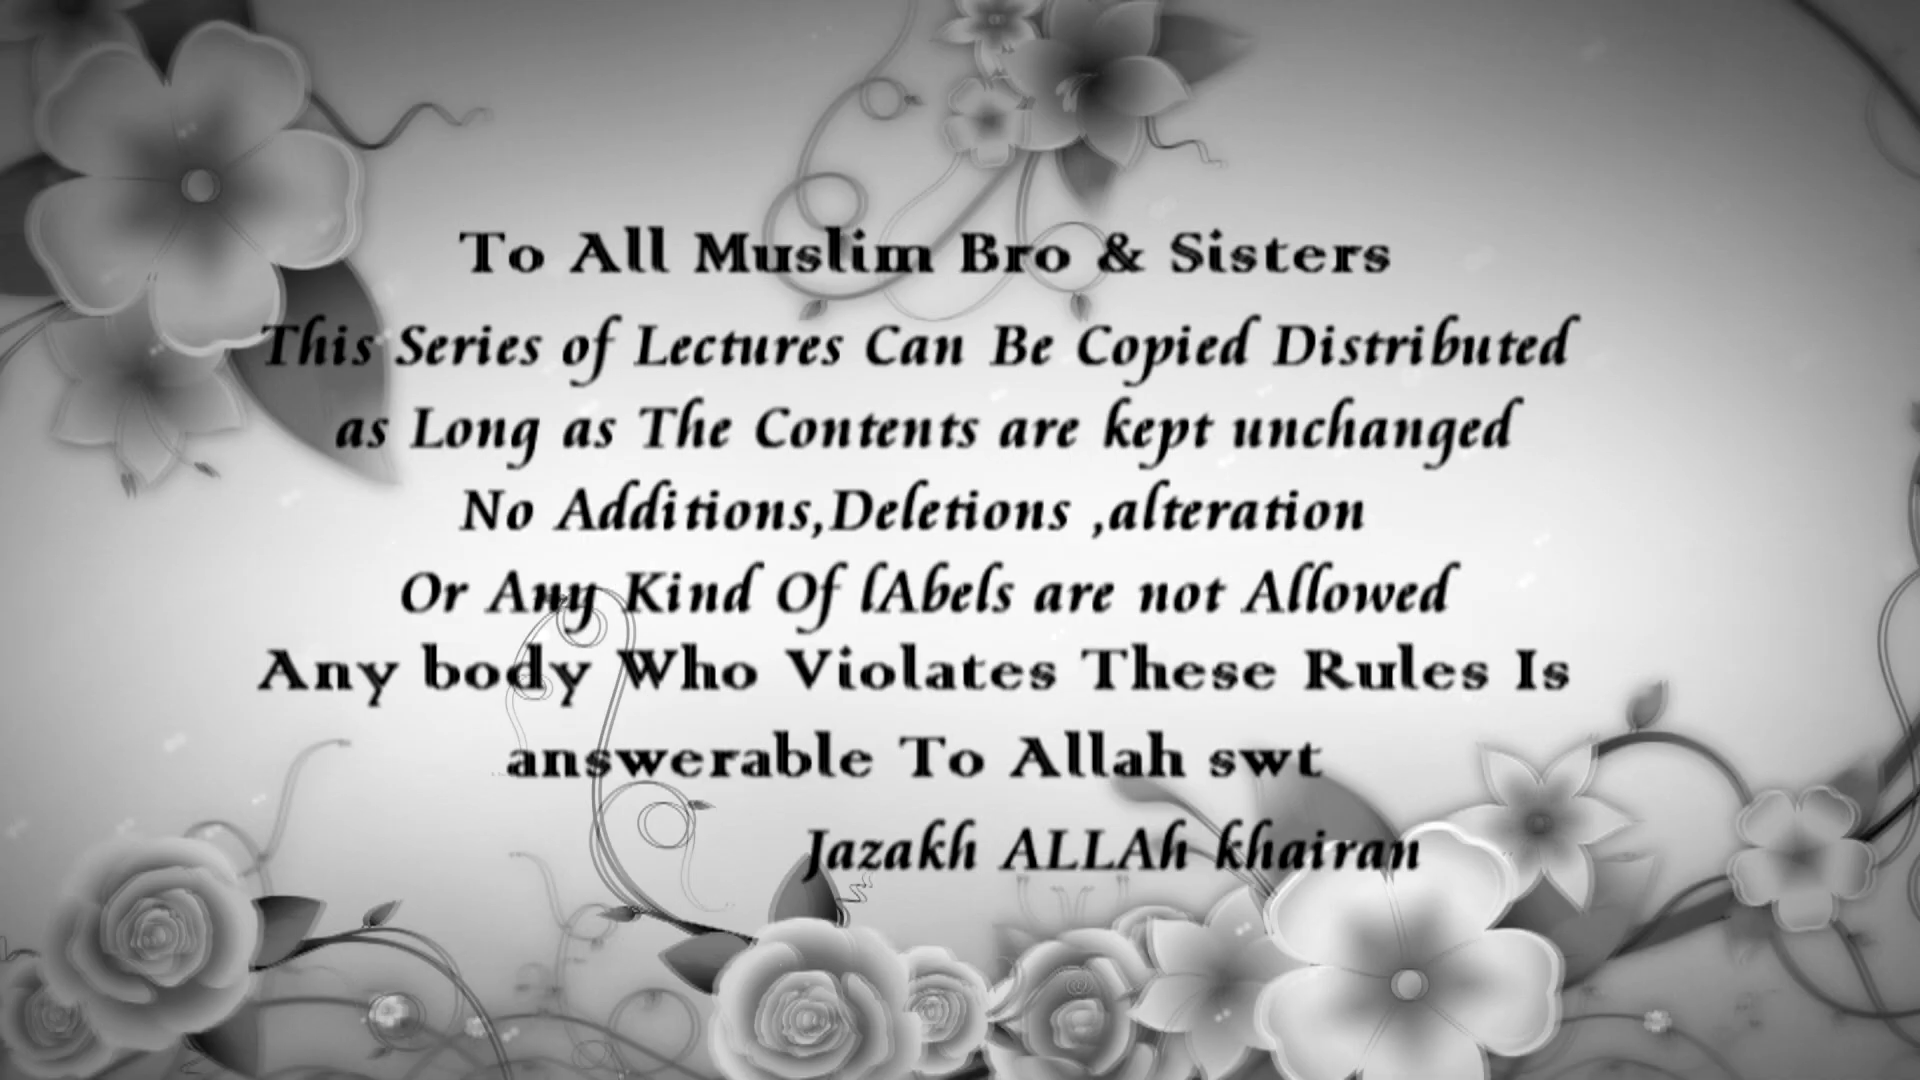 To All Muslim Bro & Sisters
This Series of Lectures Can Be Copied Distributed
as Long as The Contents are kept unchanged
No Additions,Deletions ,alteration
Or Any Kind Of lAbels are not Allowed
Any body Who Violates These Rules Is
answerable To Allah swt
Jazakh ALLAh khairan